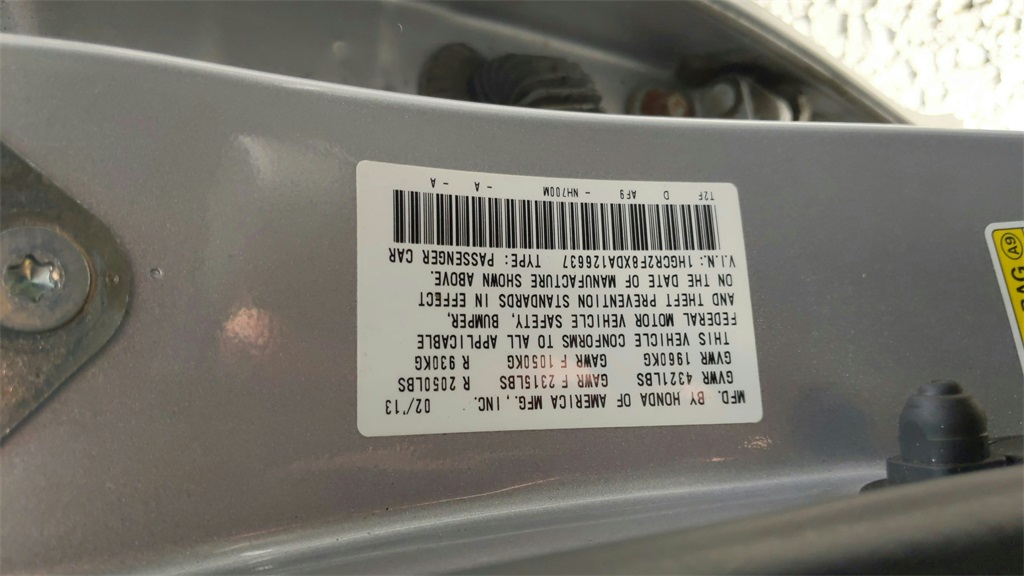 MFD. BY HONDA OF AMERICA MFG., INC. 02/'13
GVWR 4321LBS GAWR F 2315LBS R 2050LBS
GVWR 1960KG GAWR F 1050KG R 930KG
THIS VEHICLE CONFORMS TO ALL APPLICABLE
FEDERAL MOTOR VEHICLE SAFETY, BUMPER,
AND THEFT PREVENTION STANDARDS IN EFFECT
ON THE DATE OF MANUFACTURE SHOWN ABOVE.
V.I.N.: 1HGCR2F8XDA126637 TYPE: PASSENGER CAR
T2F D AF9 - NH700M - A - A
BAG A9